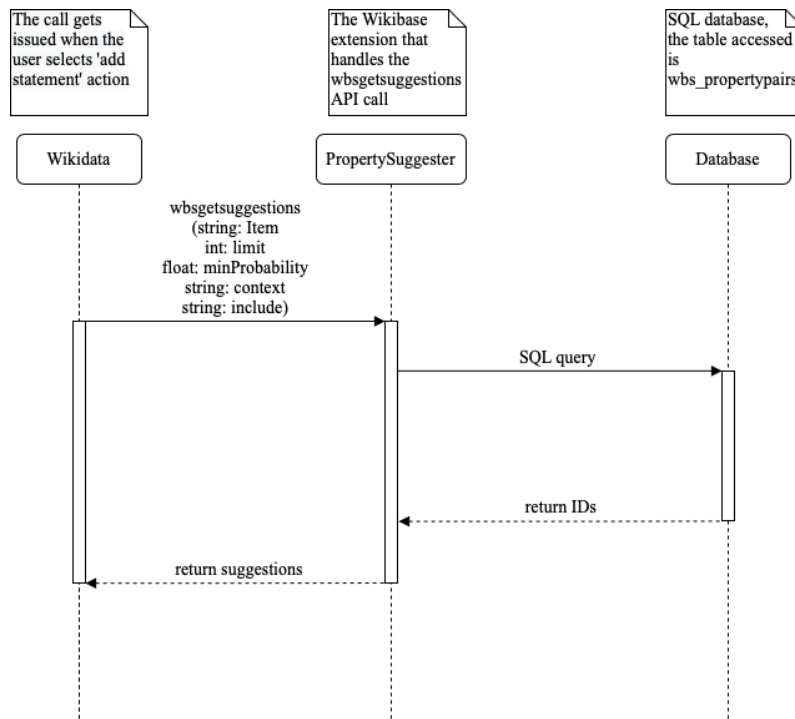 The call gets
issued when the
user selects 'add
statement' action
The Wikibase
extension that
handles the
wbsgetsuggestions
API call
SQL database,
the table accessed
is
wbs_propertypairs
Wikidata
PropertySuggester
Database
wbsgetsuggestions
(string: Item
int: limit
float: minProbability
string: context
string: include)
SQL query
return IDs
return suggestions